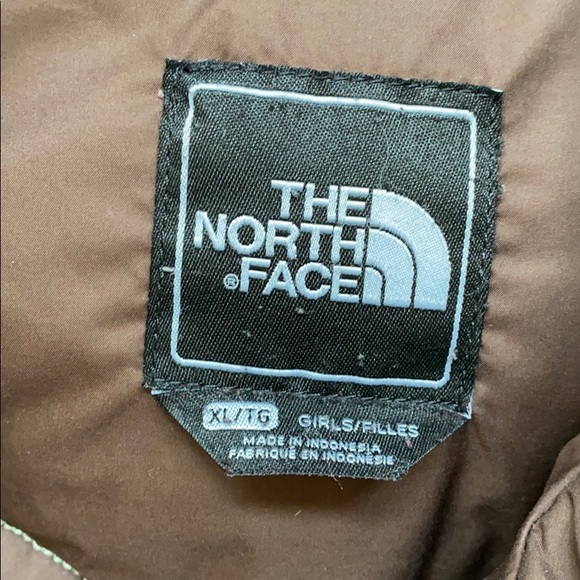 THE
NORTH
®FACE
XL/TG GIRLS/FILLES
MADE IN INDONESIA
FABRIQUÉ EN INDONÉSIE